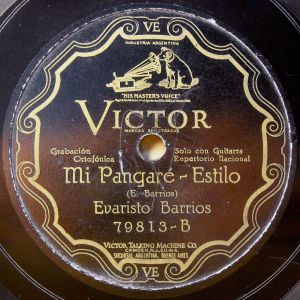 VE
INDUSTRIA ARGENTINA
"HIS MASTER'S VOICE"
VICTOR
MARCAS REGISTRADAS
Grabación Ortofónica
Solo con Guitarra
Repertorio Nacional
Mi Pangaré - Estilo
(E. Barrios)
Evaristo Barrios
79813-B
VICTOR TALKING MACHINE CO.
CAMDEN, N.J. E.U. N.A.
SUCURSAL ARGENTINA, BUENOS AIRES
VE